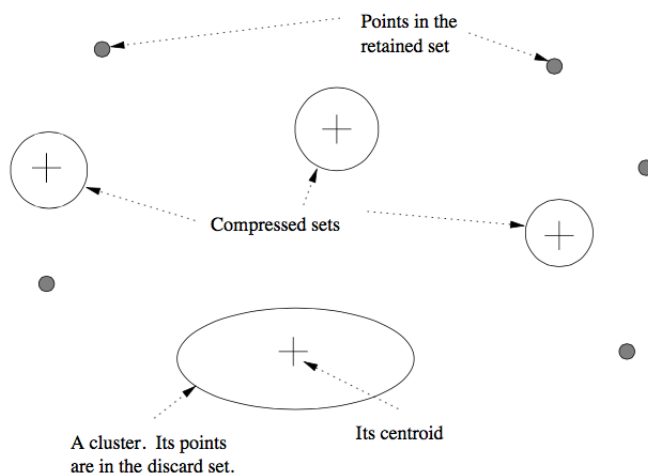 Points in the
retained set
Compressed sets
Its centroid
A cluster. Its points
are in the discard set.